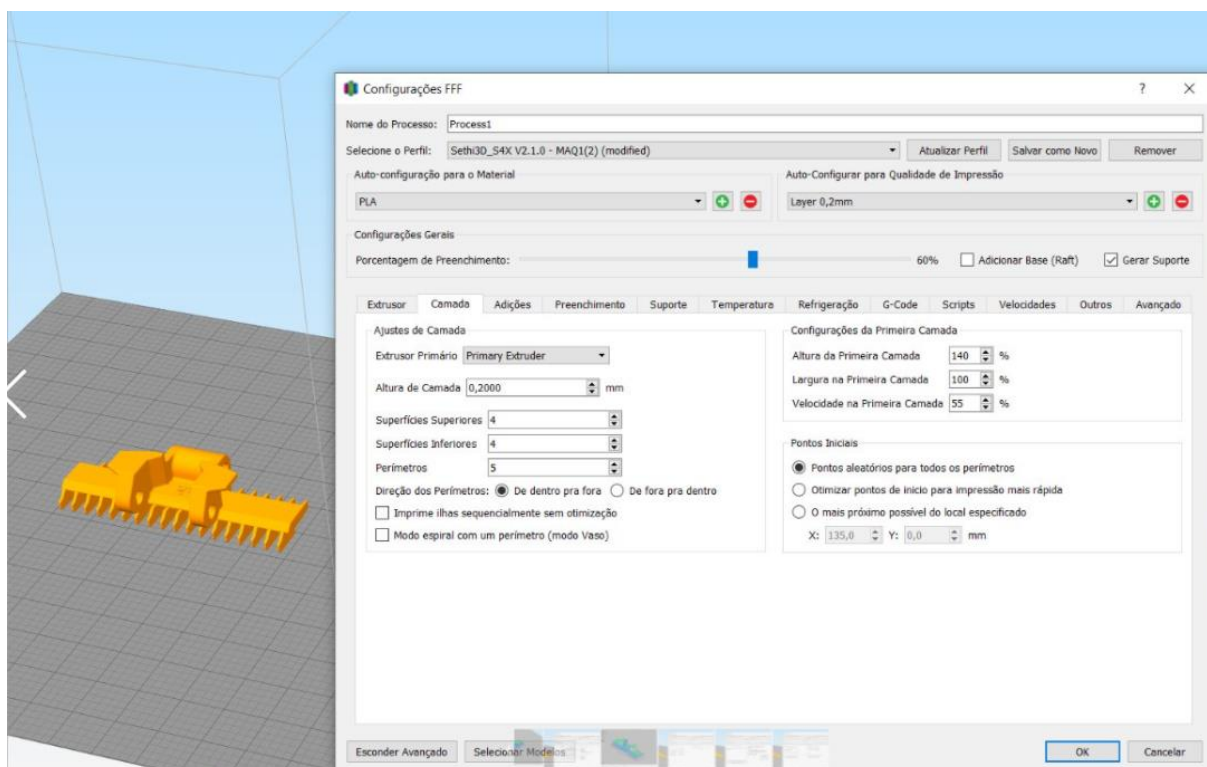 Configurações FFF ?
Nome do Processo: Process1
Selecione o Perfil: Sethi3D_S4X V2.1.0 - MAQ1(2) (modified) Atualizar Perfil Salvar como Novo Remover
Auto-configuração para o Material Auto-Configurar para Qualidade de Impressão
PLA Layer 0,2mm
Configurações Gerais
Porcentagem de Preenchimento: 60% Adicionar Base (Raft) Gerar Suporte
Extrusor Camada Adições Preenchimento Suporte Temperatura Refrigeração G-Code Scripts Velocidades Outros Avançado
Ajustes de Camada
Extrusor Primário Primary Extruder
Altura de Camada 0,2000 mm
Superfícies Superiores 4
Superfícies Inferiores 4
Perímetros 5
Direção dos Perímetros: De dentro pra fora De fora pra dentro
Imprime ilhas sequencialmente sem otimização
Modo espiral com um perímetro (modo Vaso)
Configurações da Primeira Camada
Altura da Primeira Camada 140 %
Largura na Primeira Camada 100 %
Velocidade na Primeira Camada 55 %
Pontos Iniciais
Pontos aleatórios para todos os perímetros
Otimizar pontos de inicio para impressão mais rápida
O mais próximo possível do local especificado
X: 135,0 Y: 0,0 mm
Esconder Avançado Selecionar Modelos OK Cancelar